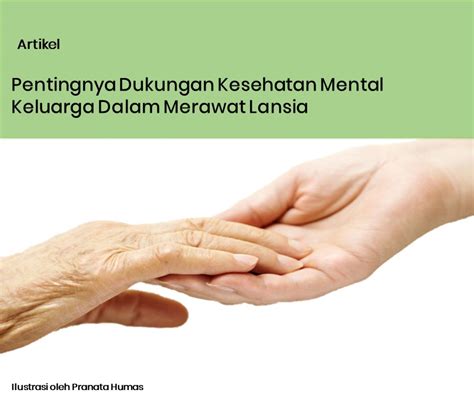 Artikel
Pentingnya Dukungan Kesehatan Mental
Keluarga Dalam Merawat Lansia
Ilustrasi oleh Pranata Humas